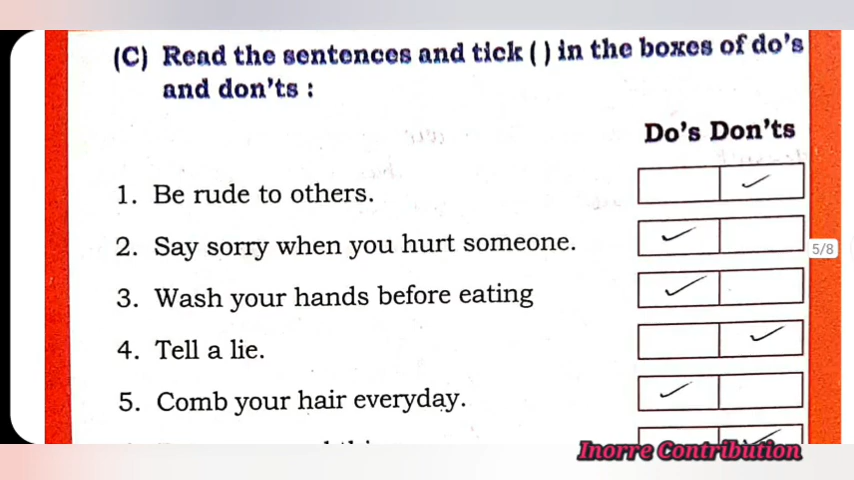 (C) Read the sentences and tick ( ) in the boxes of do's
and don'ts :
Do's Don'ts
1. Be rude to others.
2. Say sorry when you hurt someone.
3. Wash your hands before eating
4. Tell a lie.
5. Comb your hair everyday.
5/8
Inorre Contribution